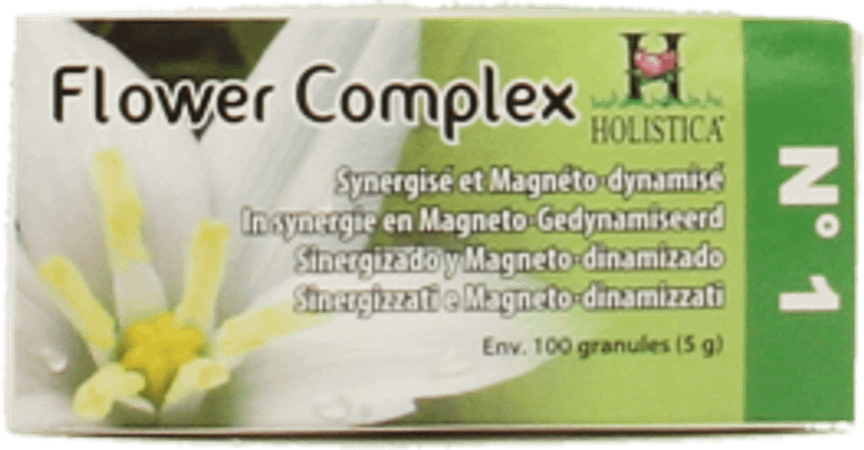 Flower Complex
H
HOLISTICA
Synergisé et Magnéto-dynamisé
In synergie en Magneto-Gedynamiseerd
Sinergizado y Magneto-dinamizado
Sinergizzati e Magneto-dinamizzati
Env. 100 granules (5 g)
N° 1